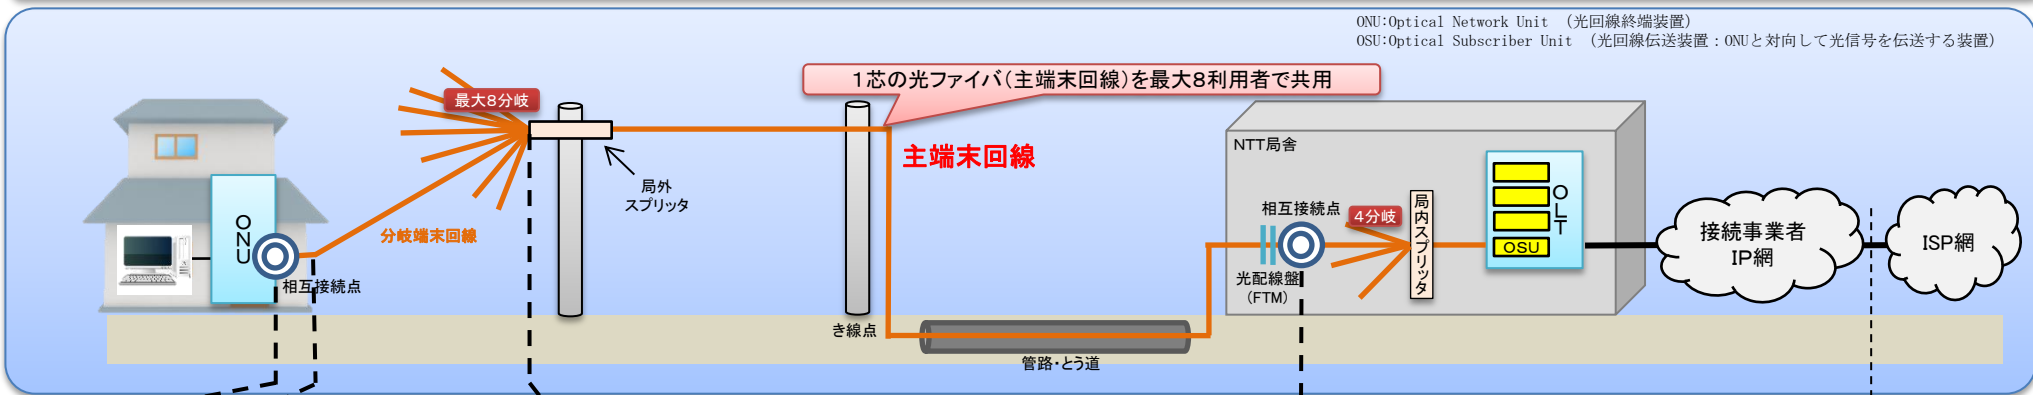 ONU:Optical Network Unit （光回線終端装置）
OSU:Optical Subscriber Unit （光回線伝送装置：ONUと対向して光信号を伝送する装置）
1芯の光ファイバ(主端末回線)を最大8利用者で共用
最大8分岐
主端末回線
NTT局舎
局外
スプリッタ
ONU
分岐端末回線
相互接続点
き線点
管路・とう道
相互接続点
光配線盤
(FTM)
4分岐
局内スプリッタ
OLT
OSU
接続事業者
IP網
ISP網